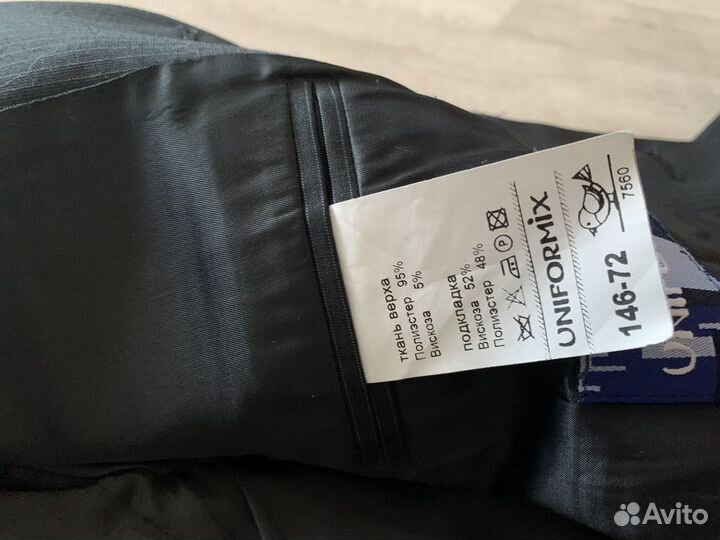 ткань верха
Полиэстер 95%
Вискоза 5%
подкладка
Вискоза 52%
Полиэстер 48%
P
UNIFORMiX
146-72
7560
Avito